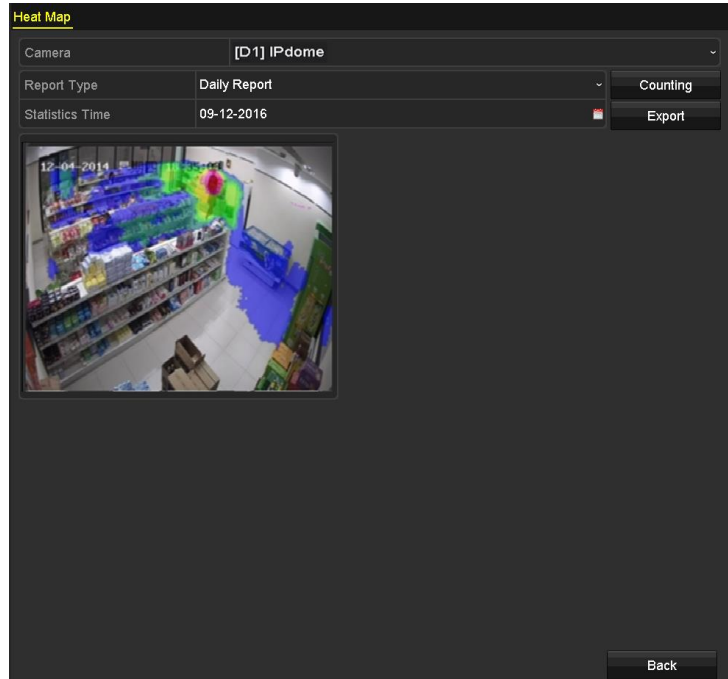 Heat Map
Camera [D1] IPdome
Report Type Daily Report Counting
Statistics Time 09-12-2016 Export
12-04-2014
Back